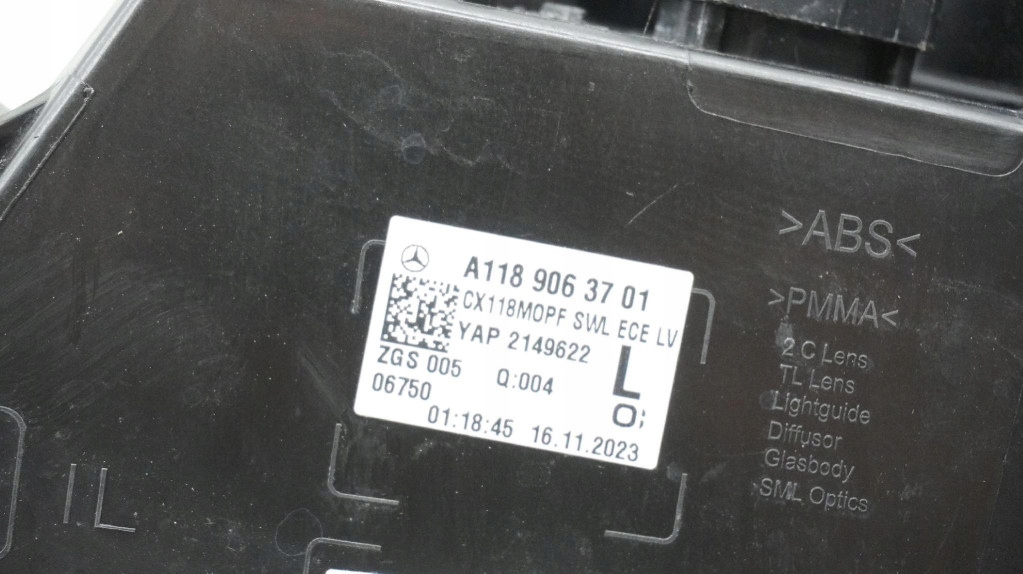 A118 906 37 01
CX118MOPF SWL ECE LV
YAP 2149622
L
ZGS 005
Q:004
O;
06750
01:18:45 16.11.2023
>ABS<
>PMMA<
2 C Lens
TL Lens
Lightguide
Diffusor
Glasbody
SML Optics
IL